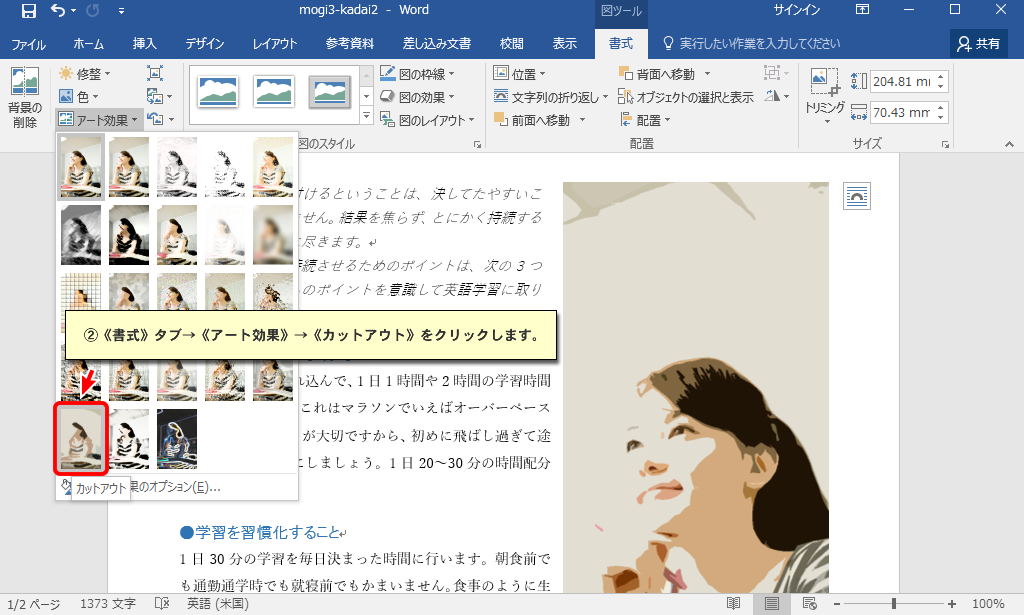 mogi3-kadai2 - Word
図ツール
サインイン
ファイル ホーム 挿入 デザイン レイアウト 参考資料 差し込み文書 校閲 表示 書式 実行したい作業を入力してください 共有
背景の
削除
修整
色
アート効果
図の枠線
図の効果
図のレイアウト
図のスタイル
位置
文字列の折り返し
前面へ移動
背面へ移動
オブジェクトの選択と表示
配置
配置
トリミング
204.81 m
70.43 mm
サイズ
けるということは、決してたやすいこ
せん。結果を焦らず、とにかく持続する
尽きます。
続させるためのポイントは、次の 3 つ
のポイントを意識して英語学習に取り
②《書式》タブ→《アート効果》→《カットアウト》をクリックします。
れ込んで、1 日 1 時間や 2 時間の学習時間
これはマラソンでいえばオーバーペース
が大切ですから、初めに飛ばし過ぎて途
にしましょう。1 日 20～30 分の時間配分
果のオプション(E)...
カットアウト
●学習を習慣化すること
1 日 30 分の学習を毎日決まった時間に行います。朝食前で
も通勤通学時でも就寝前でもかまいません。食事のように生
1/2 ページ 1373 文字 英語 (米国) 100%